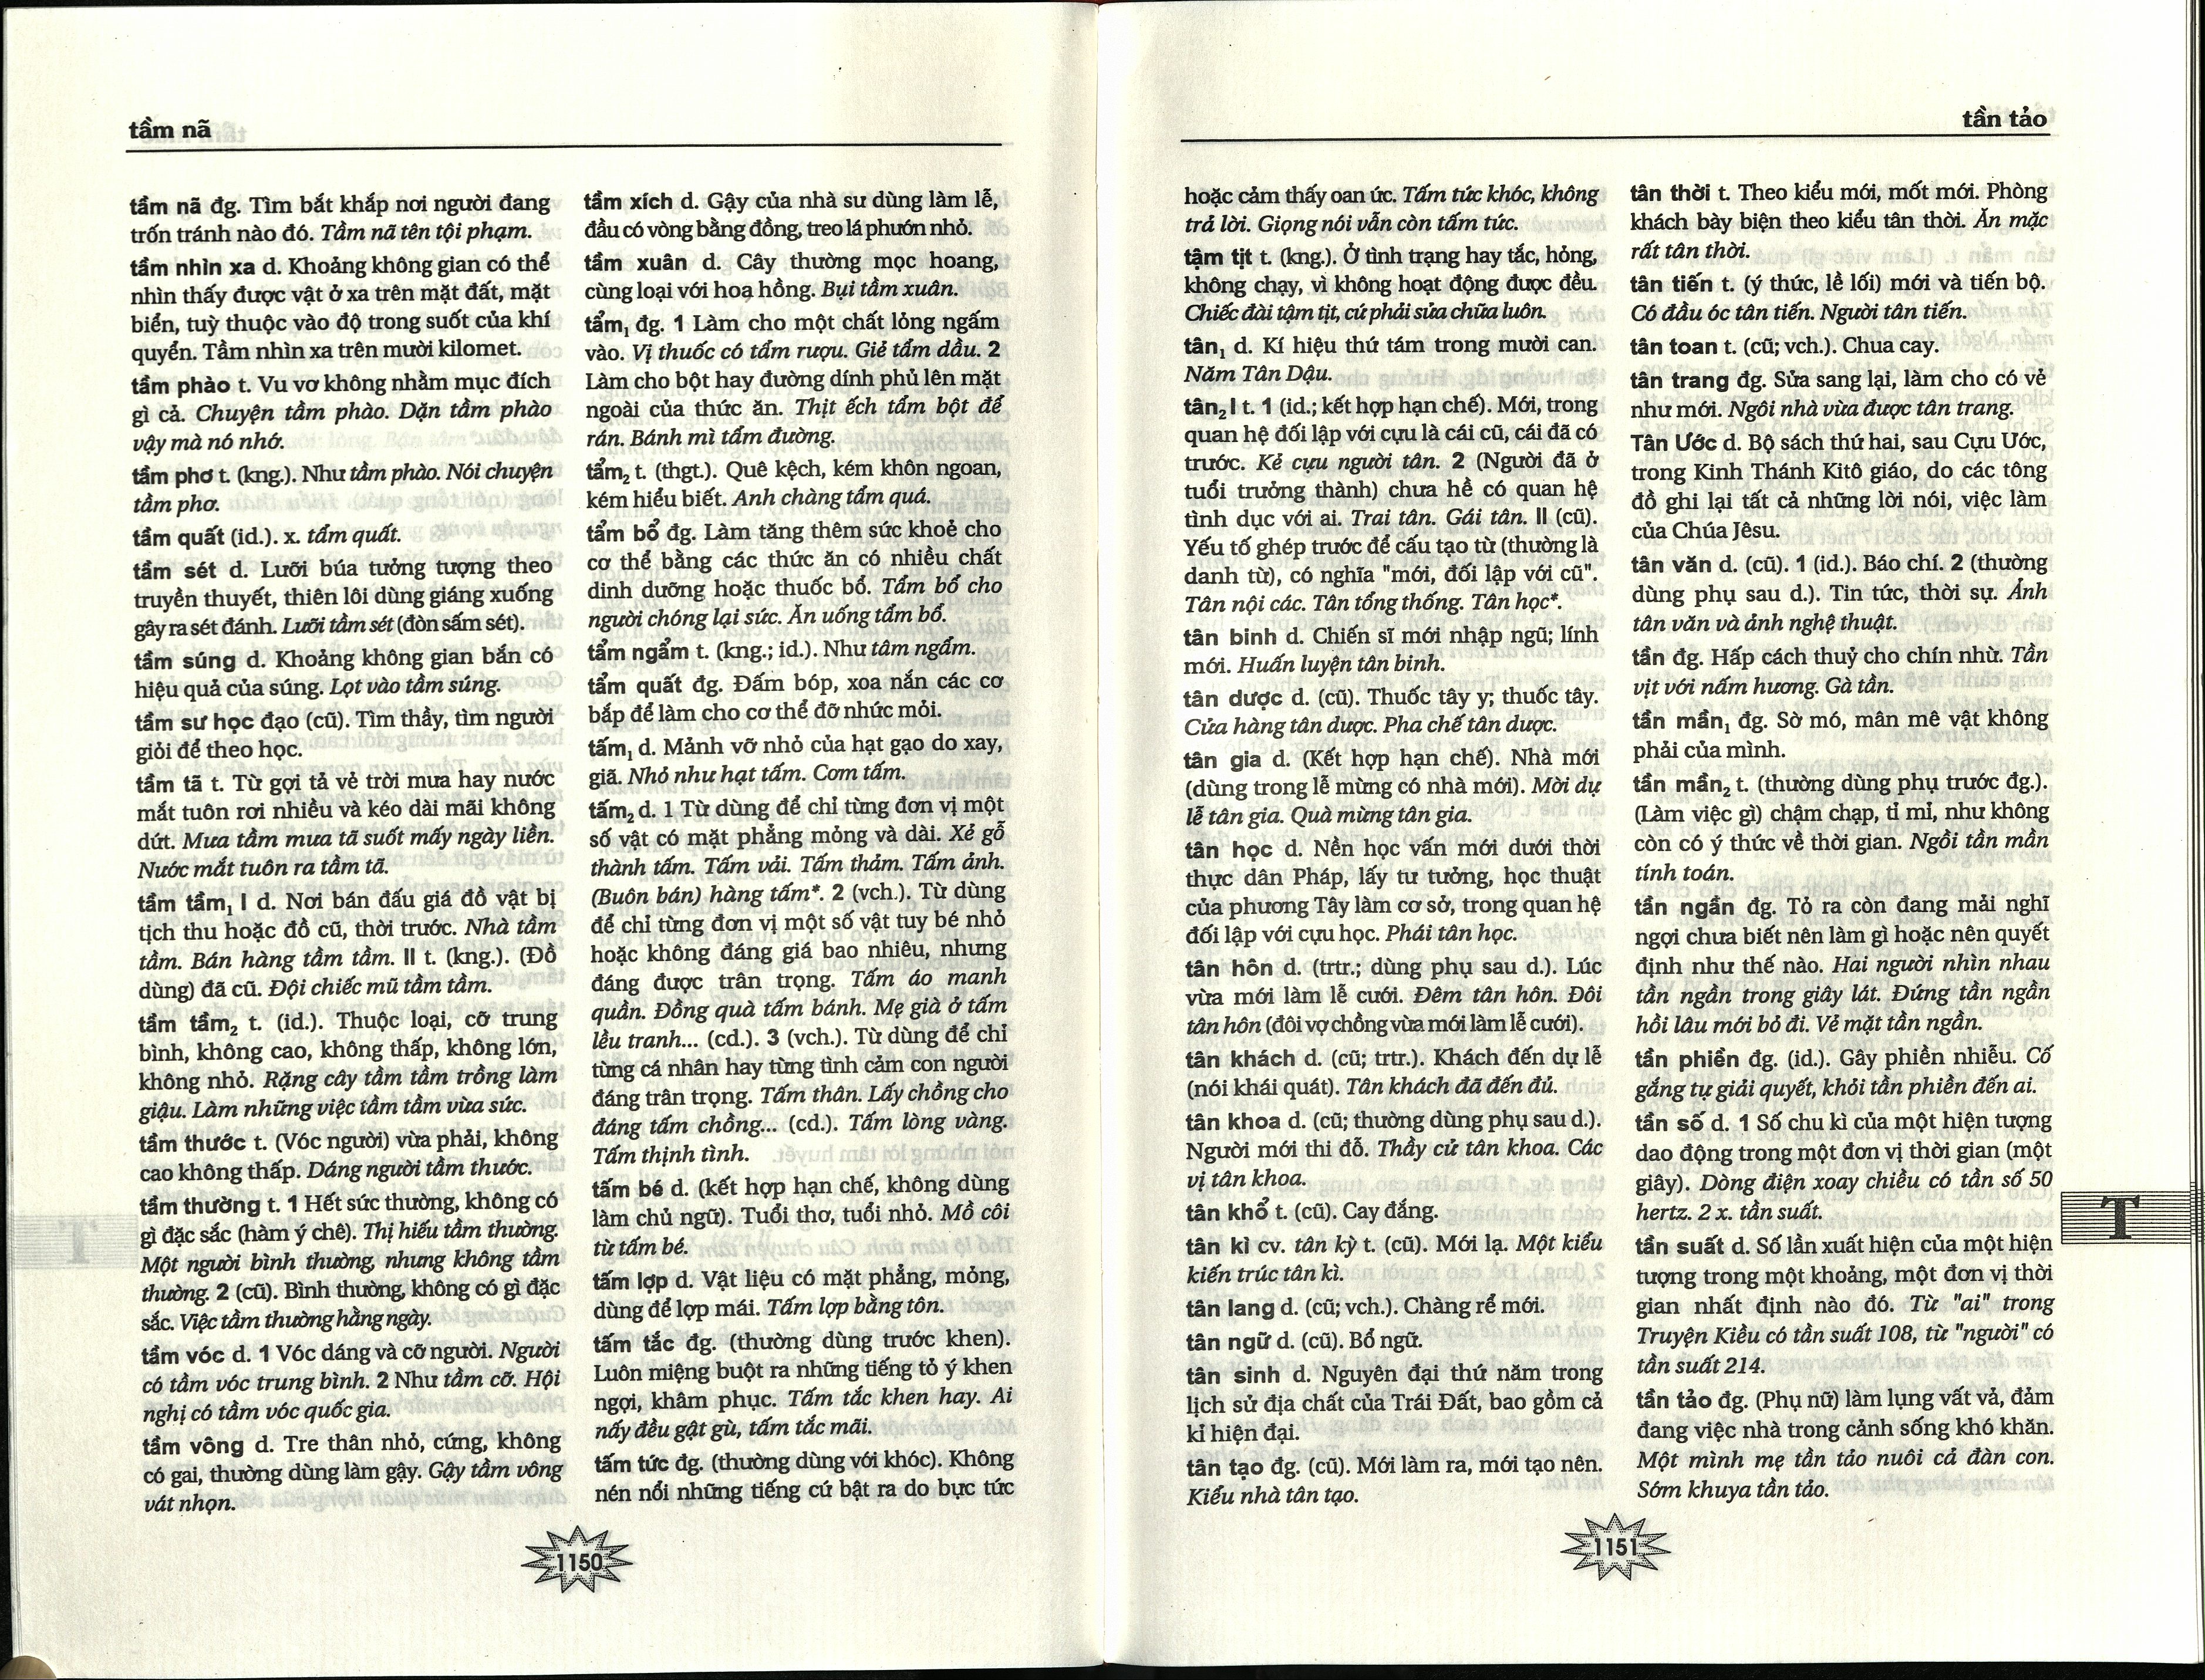 tầm nã
tầm nã đg. Tìm bắt khắp nơi người đang
trốn tránh nào đó. Tầm nã tên tội phạm.
tầm nhìn xa d. Khoảng không gian có thể
nhìn thấy được vật ở xa trên mặt đất, mặt
biển, tuỳ thuộc vào độ trong suốt của khí
quyển. Tầm nhìn xa trên mười kilomet.
tầm phào t. Vu vơ không nhằm mục đích
gì cả. Chuyện tầm phào. Dặn tầm phào
vậy mà nó nhớ.
tầm phơ t. (kng.). Như tầm phào. Nói chuyện
tầm phơ.
tầm quất (id.). x. tẩm quất.
tầm sét d. Lưỡi búa tưởng tượng theo
truyền thuyết, thiên lôi dùng giáng xuống
gây ra sét đánh. Lưỡi tầm sét (đòn sấm sét).
tầm súng d. Khoảng không gian bắn có
hiệu quả của súng. Lọt vào tầm súng.
tầm sư học đạo (cũ). Tìm thầy, tìm người
giỏi để theo học.
tầm tã t. Từ gợi tả vẻ trời mưa hay nước
mắt tuôn rơi nhiều và kéo dài mãi không
dứt. Mưa tầm mưa tã suốt mấy ngày liền.
Nước mắt tuôn ra tầm tã.
tầm tầm₁ I d. Nơi bán đấu giá đồ vật bị
tịch thu hoặc đồ cũ, thời trước. Nhà tầm
tầm. Bán hàng tầm tầm. II t. (kng.). (Đồ
dùng) đã cũ. Đội chiếc mũ tầm tầm.
tầm tầm₂ t. (id.). Thuộc loại, cỡ trung
bình, không cao, không thấp, không lớn,
không nhỏ. Rặng cây tầm tầm trồng làm
giậu. Làm những việc tầm tầm vừa sức.
tầm thước t. (Vóc người) vừa phải, không
cao không thấp. Dáng người tầm thước.
tầm thường t. 1 Hết sức thường, không có
gì đặc sắc (hàm ý chê). Thị hiếu tầm thường.
Một người bình thường, nhưng không tầm
thường. 2 (cũ). Bình thường, không có gì đặc
sắc. Việc tầm thường hằng ngày.
tầm vóc d. 1 Vóc dáng và cỡ người. Người
có tầm vóc trung bình. 2 Như tầm cỡ. Hội
nghị có tầm vóc quốc gia.
tầm vông d. Tre thân nhỏ, cứng, không
có gai, thường dùng làm gậy. Gậy tầm vông
vát nhọn.
tầm xích d. Gậy của nhà sư dùng làm lễ,
đầu có vòng bằng đồng, treo lá phướn nhỏ.
tầm xuân d. Cây thường mọc hoang,
cùng loại với hoạ hồng. Bụi tầm xuân.
tẩm₁ đg. 1 Làm cho một chất lỏng ngấm
vào. Vị thuốc có tẩm rượu. Giẻ tẩm dầu. 2
Làm cho bột hay đường dính phủ lên mặt
ngoài của thức ăn. Thịt ếch tẩm bột để
rán. Bánh mì tẩm đường.
tẩm₂ t. (thgt.). Quê kệch, kém khôn ngoan,
kém hiểu biết. Anh chàng tẩm quá.
tẩm bổ đg. Làm tăng thêm sức khoẻ cho
cơ thể bằng các thức ăn có nhiều chất
dinh dưỡng hoặc thuốc bổ. Tẩm bổ cho
người chóng lại sức. Ăn uống tẩm bổ.
tẩm ngẩm t. (kng.; id.). Như tâm ngẩm.
tẩm quất đg. Đấm bóp, xoa nắn các cơ
bắp để làm cho cơ thể đỡ nhức mỏi.
tấm₁ d. Mảnh vỡ nhỏ của hạt gạo do xay,
giã. Nhỏ như hạt tấm. Cơm tấm.
tấm₂ d. 1 Từ dùng để chỉ từng đơn vị một
số vật có mặt phẳng mỏng và dài. Xẻ gỗ
thành tấm. Tấm vải. Tấm thảm. Tấm ảnh.
(Buôn bán) hàng tấm*. 2 (vch.). Từ dùng
để chỉ từng đơn vị một số vật tuy bé nhỏ
hoặc không đáng giá bao nhiêu, nhưng
đáng được trân trọng. Tấm áo manh
quần. Đồng quà tấm bánh. Mẹ già ở tấm
lều tranh... (cd.). 3 (vch.). Từ dùng để chỉ
từng cá nhân hay từng tình cảm con người
đáng trân trọng. Tấm thân. Lấy chồng cho
đáng tấm chồng... (cd.). Tấm lòng vàng.
Tấm thịnh tình.
tấm bé d. (kết hợp hạn chế, không dùng
làm chủ ngữ). Tuổi thơ, tuổi nhỏ. Mồ côi
từ tấm bé.
tấm lợp d. Vật liệu có mặt phẳng, mỏng,
dùng để lợp mái. Tấm lợp bằng tôn.
tấm tắc đg. (thường dùng trước khen).
Luôn miệng buột ra những tiếng tỏ ý khen
ngợi, khâm phục. Tấm tắc khen hay. Ai
nấy đều gật gù, tấm tắc mãi.
tấm tức đg. (thường dùng với khóc). Không
nén nổi những tiếng cứ bật ra do bực tức
1150
tần tảo
hoặc cảm thấy oan ức. Tấm tức khóc, không
trả lời. Giọng nói vẫn còn tấm tức.
tậm tịt t. (kng.). Ở tình trạng hay tắc, hỏng,
không chạy, vì không hoạt động được đều.
Chiếc đài tậm tịt, cứ phải sửa chữa luôn.
tân₁ d. Kí hiệu thứ tám trong mười can.
Năm Tân Dậu.
tân₂ I t. 1 (id.; kết hợp hạn chế). Mới, trong
quan hệ đối lập với cựu là cái cũ, cái đã có
trước. Kẻ cựu người tân. 2 (Người đã ở
tuổi trưởng thành) chưa hề có quan hệ
tình dục với ai. Trai tân. Gái tân. II (cũ).
Yếu tố ghép trước để cấu tạo từ (thường là
danh từ), có nghĩa "mới, đối lập với cũ".
Tân nội các. Tân tổng thống. Tân học*.
tân binh d. Chiến sĩ mới nhập ngũ; lính
mới. Huấn luyện tân binh.
tân dược d. (cũ). Thuốc tây y; thuốc tây.
Cửa hàng tân dược. Pha chế tân dược.
tân gia d. (Kết hợp hạn chế). Nhà mới
(dùng trong lễ mừng có nhà mới). Mời dự
lễ tân gia. Quà mừng tân gia.
tân học d. Nền học vấn mới dưới thời
thực dân Pháp, lấy tư tưởng, học thuật
của phương Tây làm cơ sở, trong quan hệ
đối lập với cựu học. Phái tân học.
tân hôn d. (trtr.; dùng phụ sau d.). Lúc
vừa mới làm lễ cưới. Đêm tân hôn. Đôi
tân hôn (đôi vợ chồng vừa mới làm lễ cưới).
tân khách d. (cũ; trtr.). Khách đến dự lễ
(nói khái quát). Tân khách đã đến đủ.
tân khoa d. (cũ; thường dùng phụ sau d.).
Người mới thi đỗ. Thầy cử tân khoa. Các
vị tân khoa.
tân khổ t. (cũ). Cay đắng.
tân kì cv. tân kỳ t. (cũ). Mới lạ. Một kiểu
kiến trúc tân kì.
tân lang d. (cũ; vch.). Chàng rể mới.
tân ngữ d. (cũ). Bổ ngữ.
tân sinh d. Nguyên đại thứ năm trong
lịch sử địa chất của Trái Đất, bao gồm cả
kỉ hiện đại.
tân tạo đg. (cũ). Mới làm ra, mới tạo nên.
Kiểu nhà tân tạo.
tân thời t. Theo kiểu mới, mốt mới. Phòng
khách bày biện theo kiểu tân thời. Ăn mặc
rất tân thời.
tân tiến t. (ý thức, lề lối) mới và tiến bộ.
Có đầu óc tân tiến. Người tân tiến.
tân toan t. (cũ; vch.). Chua cay.
tân trang đg. Sửa sang lại, làm cho có vẻ
như mới. Ngôi nhà vừa được tân trang.
Tân Ước d. Bộ sách thứ hai, sau Cựu Ước,
trong Kinh Thánh Kitô giáo, do các tông
đồ ghi lại tất cả những lời nói, việc làm
của Chúa Jêsu.
tân văn d. (cũ). 1 (id.). Báo chí. 2 (thường
dùng phụ sau d.). Tin tức, thời sự. Ảnh
tân văn và ảnh nghệ thuật.
tần đg. Hấp cách thuỷ cho chín nhừ. Tần
vịt với nấm hương. Gà tần.
tần mần₁ đg. Sờ mó, mân mê vật không
phải của mình.
tần mần₂ t. (thường dùng phụ trước đg.).
(Làm việc gì) chậm chạp, tỉ mỉ, như không
còn có ý thức về thời gian. Ngồi tần mần
tính toán.
tần ngần đg. Tỏ ra còn đang mải nghĩ
ngợi chưa biết nên làm gì hoặc nên quyết
định như thế nào. Hai người nhìn nhau
tần ngần trong giây lát. Đứng tần ngần
hồi lâu mới bỏ đi. Vẻ mặt tần ngần.
tần phiền đg. (id.). Gây phiền nhiễu. Cố
gắng tự giải quyết, khỏi tần phiền đến ai.
tần số d. 1 Số chu kì của một hiện tượng
dao động trong một đơn vị thời gian (một
giây). Dòng điện xoay chiều có tần số 50
hertz. 2 x. tần suất.
tần suất d. Số lần xuất hiện của một hiện
tượng trong một khoảng, một đơn vị thời
gian nhất định nào đó. Từ "ai" trong
Truyện Kiều có tần suất 108, từ "người" có
tần suất 214.
tần tảo đg. (Phụ nữ) làm lụng vất vả, đảm
đang việc nhà trong cảnh sống khó khăn.
Một mình mẹ tần tảo nuôi cả đàn con.
Sớm khuya tần tảo.
T
1151